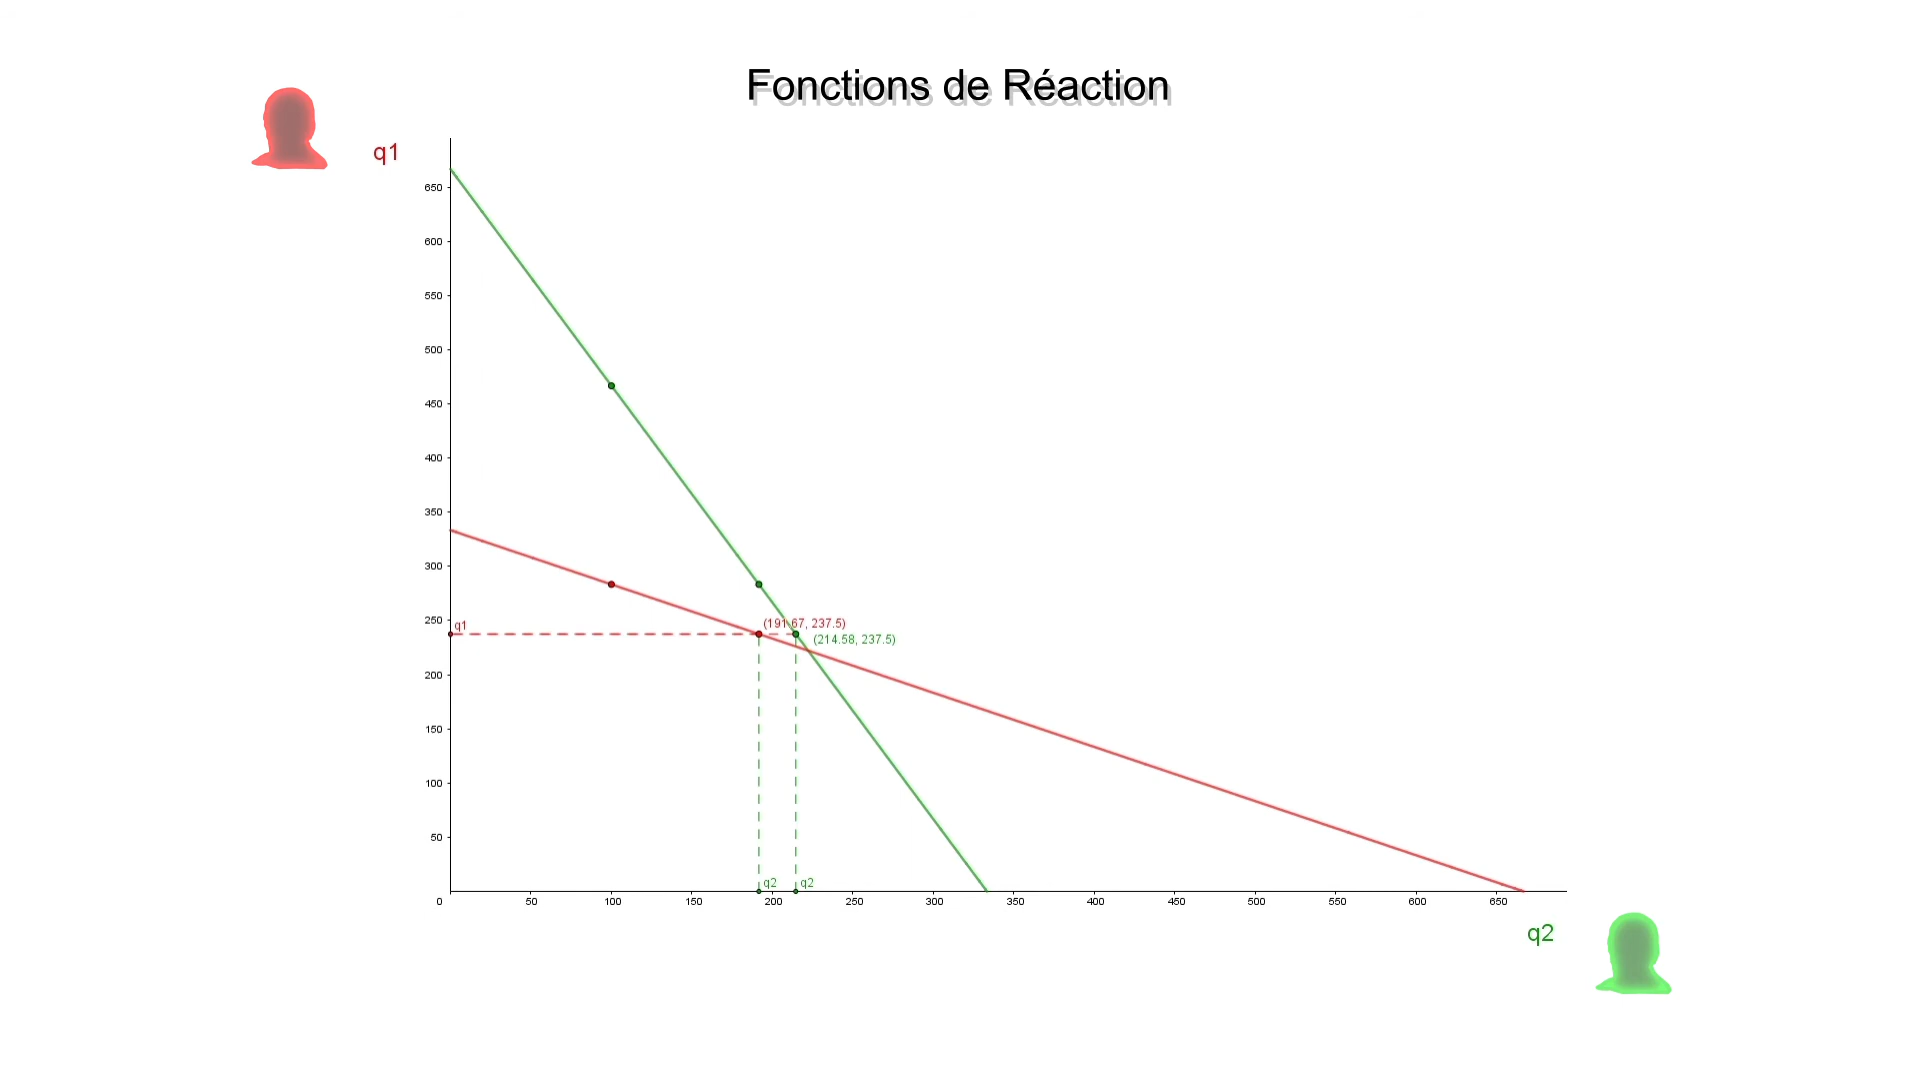 Fonctions de Réaction
q1
650
600
550
500
450
400
350
300
250
q1
(191.67, 237.5)
(214.58, 237.5)
200
150
100
50
q2 q2
0 50 100 150 200 250 300 350 400 450 500 550 600 650
q2